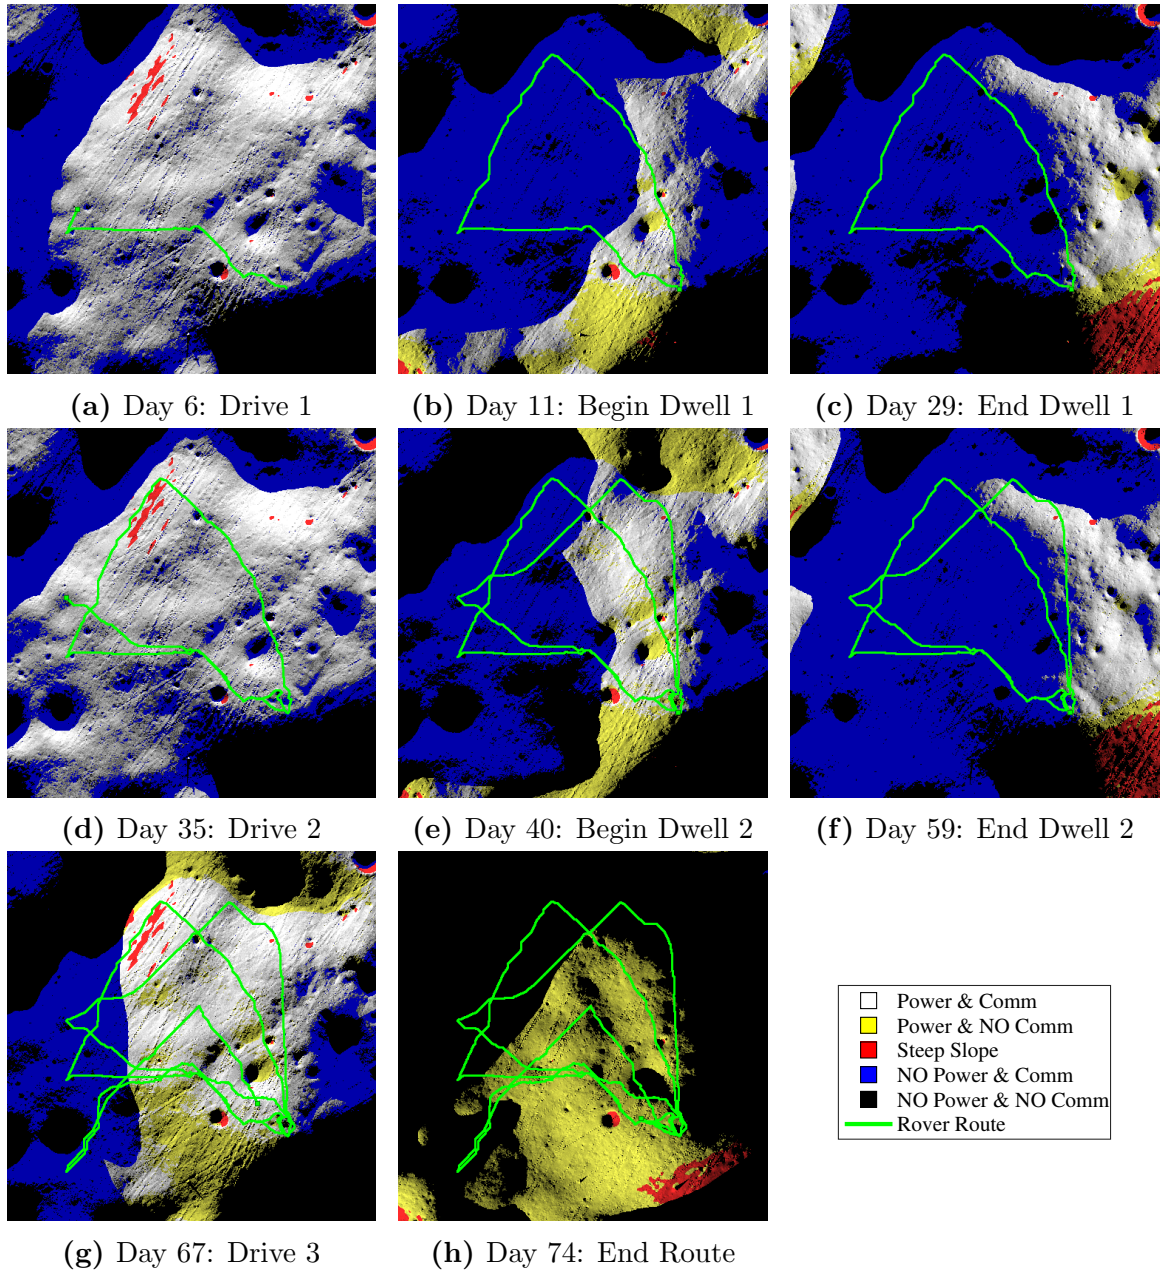 (a) Day 6: Drive 1
(b) Day 11: Begin Dwell 1
(c) Day 29: End Dwell 1
(d) Day 35: Drive 2
(e) Day 40: Begin Dwell 2
(f) Day 59: End Dwell 2
(g) Day 67: Drive 3
(h) Day 74: End Route
Power & Comm
Power & NO Comm
Steep Slope
NO Power & Comm
NO Power & NO Comm
Rover Route